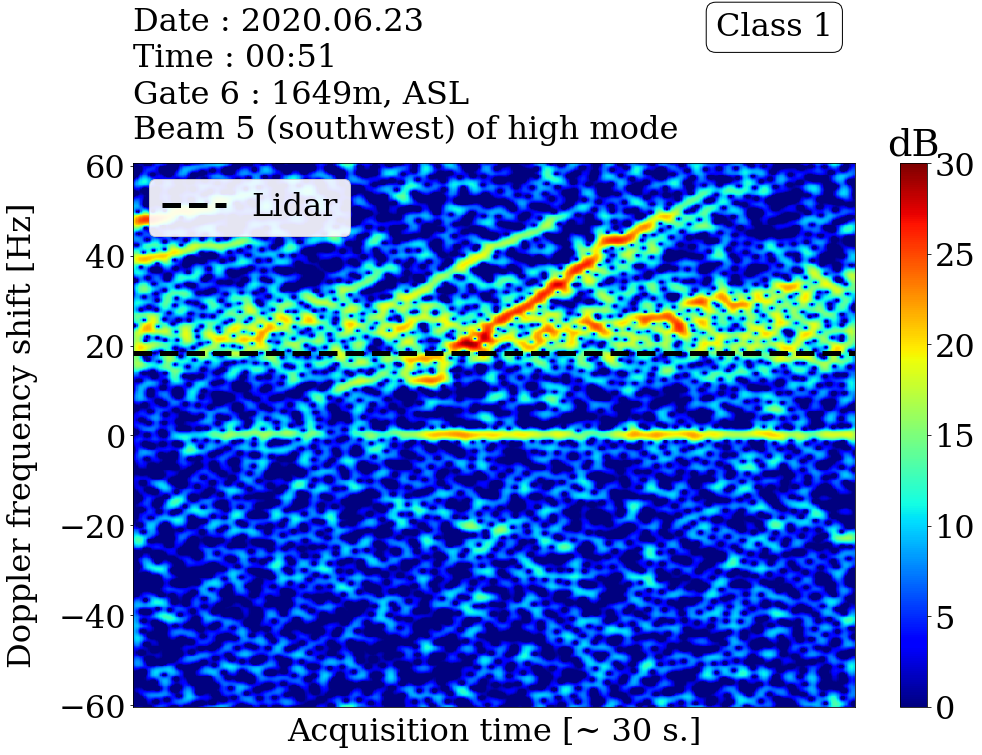 Date : 2020.06.23
Time : 00:51
Gate 6 : 1649m, ASL
Beam 5 (southwest) of high mode
Class 1
dB
Lidar
Doppler frequency shift [Hz]
60
40
20
0
−20
−40
−60
Acquisition time [~ 30 s.]
30
25
20
15
10
5
0